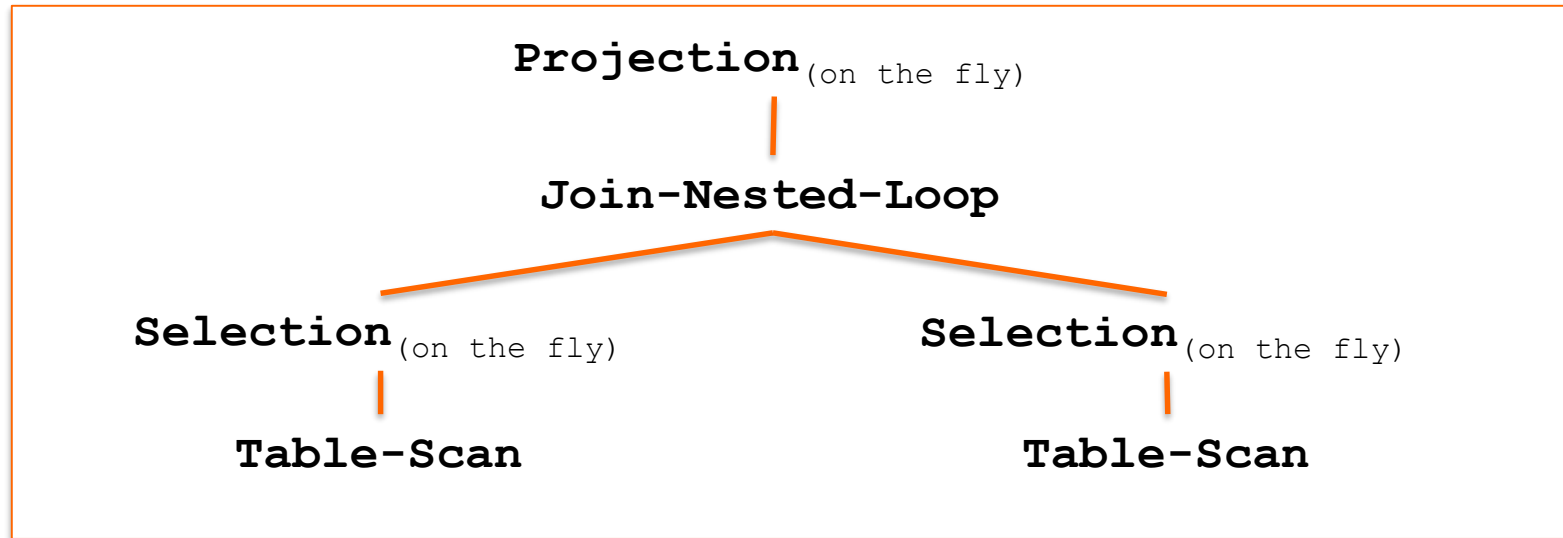 Projection(on the fly)
Join-Nested-Loop
Selection(on the fly) Selection(on the fly)
Table-Scan Table-Scan